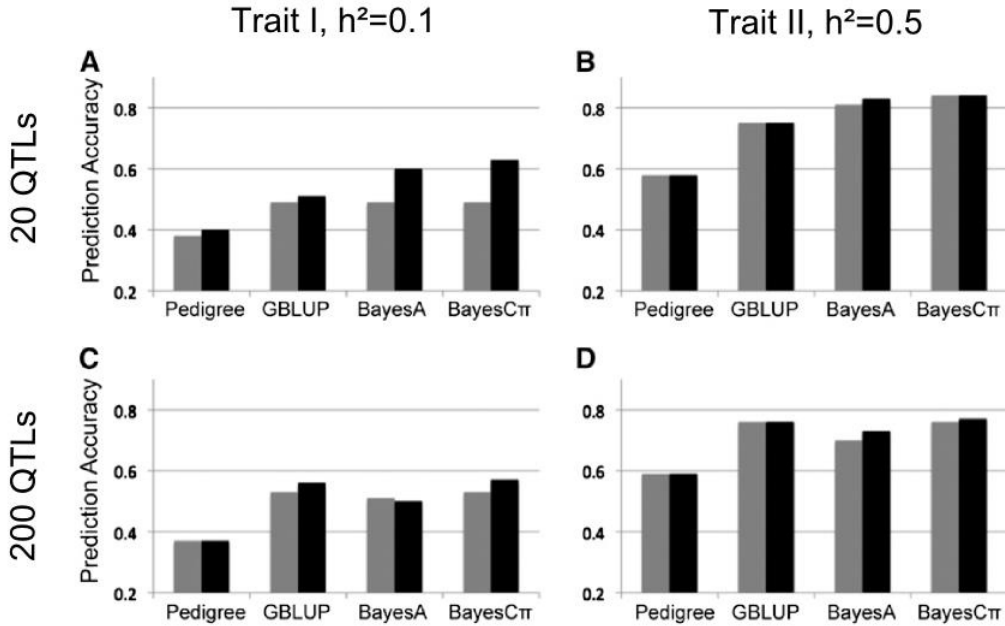 Trait I, h²=0.1
Trait II, h²=0.5
20 QTLs
A
Prediction Accuracy
0.8
0.6
0.4
0.2
Pedigree GBLUP BayesA BayesCπ
B
0.8
0.6
0.4
0.2
Pedigree GBLUP BayesA BayesCπ
200 QTLs
C
Prediction Accuracy
0.8
0.6
0.4
0.2
Pedigree GBLUP BayesA BayesCπ
D
0.8
0.6
0.4
0.2
Pedigree GBLUP BayesA BayesCπ